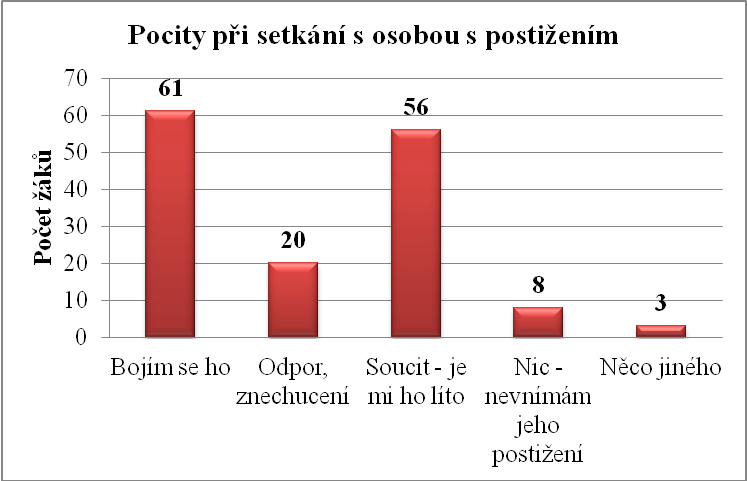 Pocity při setkání s osobou s postižením
Počet žáků
70
60
50
40
30
20
10
0
61
20
56
8
3
Bojím se ho
Odpor,
znechucení
Soucit - je
mi ho líto
Nic -
nevnímám
jeho
postižení
Něco jiného